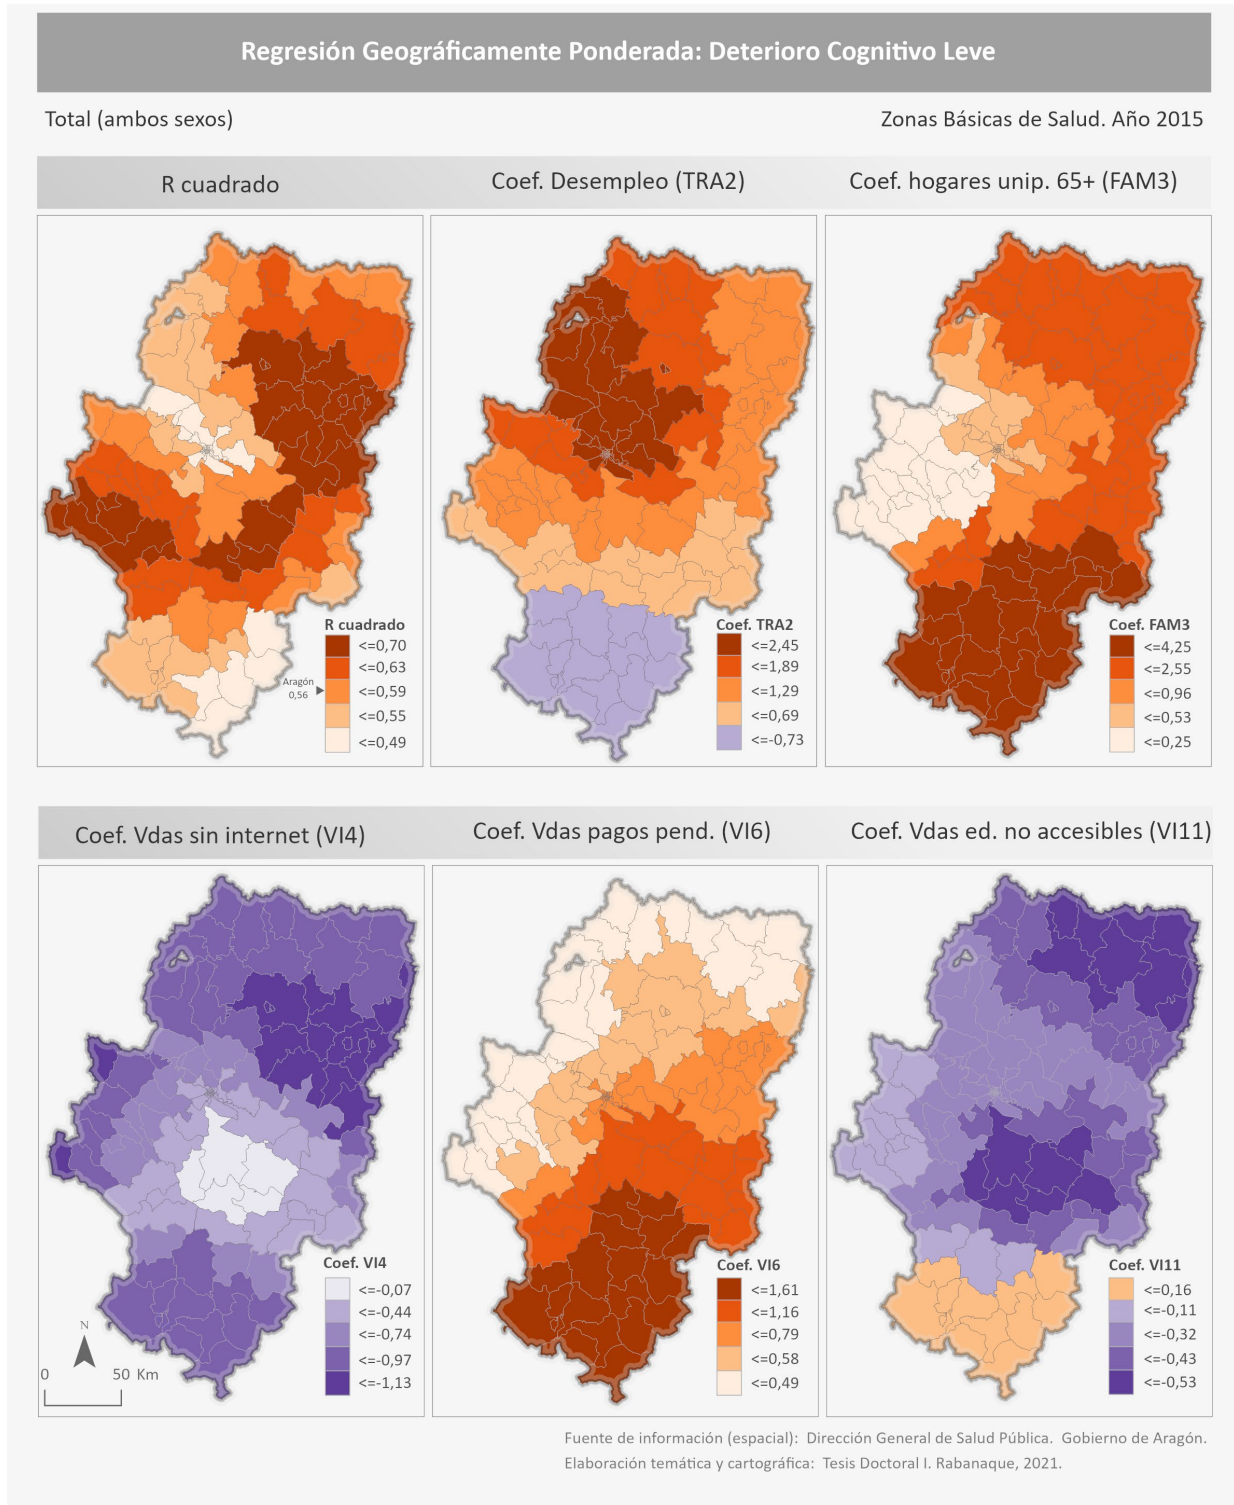 Regresión Geográficamente Ponderada: Deterioro Cognitivo Leve
Total (ambos sexos)
Zonas Básicas de Salud. Año 2015
R cuadrado
Coef. Desempleo (TRA2)
Coef. hogares unip. 65+ (FAM3)
R cuadrado
<=0,70
<=0,63
<=0,59
<=0,55
<=0,49
Aragón
0,56
Coef. TRA2
<=2,45
<=1,89
<=1,29
<=0,69
<=-0,73
Coef. FAM3
<=4,25
<=2,55
<=0,96
<=0,53
<=0,25
Coef. Vdas sin internet (VI4)
Coef. Vdas pagos pend. (VI6)
Coef. Vdas ed. no accesibles (VI11)
Coef. VI4
<=-0,07
<=-0,44
<=-0,74
<=-0,97
<=-1,13
N
0 50 Km
Coef. VI6
<=1,61
<=1,16
<=0,79
<=0,58
<=0,49
Coef. VI11
<=0,16
<=-0,11
<=-0,32
<=-0,43
<=-0,53
Fuente de información (espacial): Dirección General de Salud Pública. Gobierno de Aragón.
Elaboración temática y cartográfica: Tesis Doctoral I. Rabanaque, 2021.